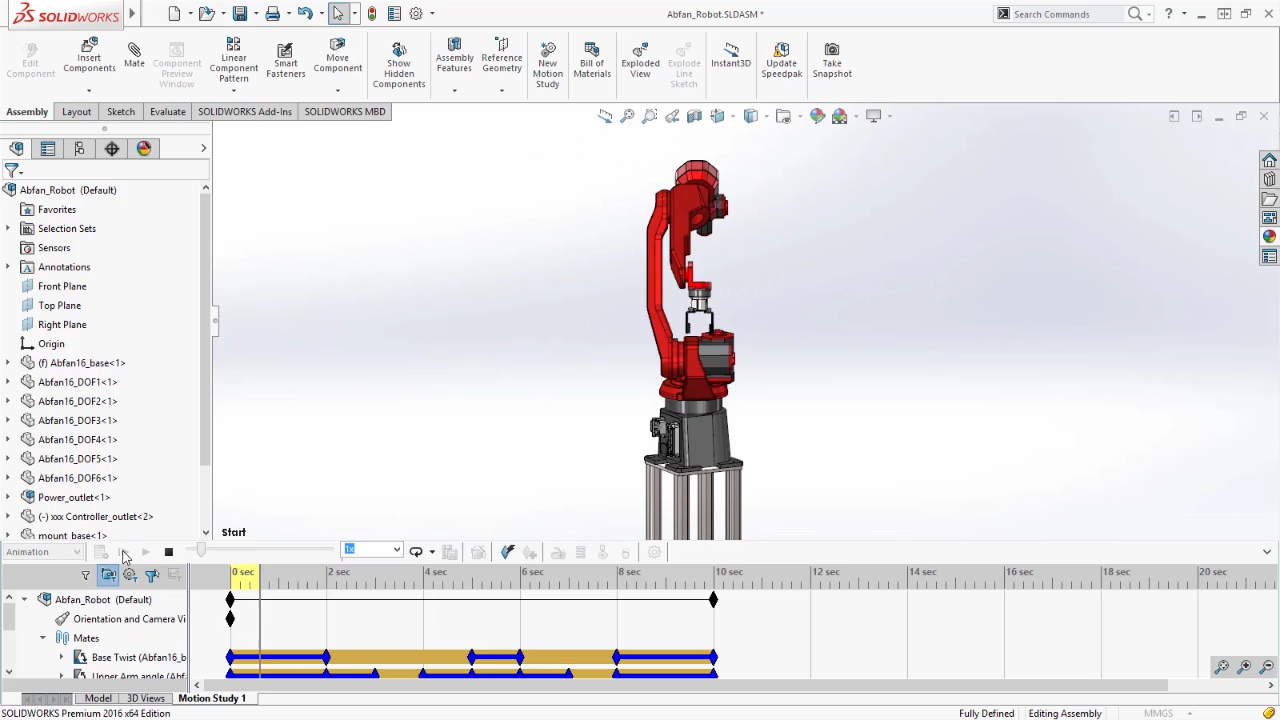 SOLIDWORKS
Abfan_Robot.SLDASM *
Search Commands
?
Edit
Component
Insert
Components
Mate
Component
Preview
Window
Linear
Component
Pattern
Smart
Fasteners
Move
Component
Show
Hidden
Components
Assembly
Features
Reference
Geometry
New
Motion
Study
Bill of
Materials
Exploded
View
Explode
Line
Sketch
Instant3D
Update
Speedpak
Take
Snapshot
Assembly
Layout
Sketch
Evaluate
SOLIDWORKS Add-Ins
SOLIDWORKS MBD
Abfan_Robot (Default)
Favorites
Selection Sets
Sensors
Annotations
Front Plane
Top Plane
Right Plane
Origin
(f) Abfan16_base<1>
Abfan16_DOF1<1>
Abfan16_DOF2<1>
Abfan16_DOF3<1>
Abfan16_DOF4<1>
Abfan16_DOF5<1>
Abfan16_DOF6<1>
Power_outlet<1>
(-) xxx Controller_outlet<2>
mount_base<1>
Start
Animation
1x
0 sec 2 sec 4 sec 6 sec 8 sec 10 sec 12 sec 14 sec 16 sec 18 sec 20 sec
Abfan_Robot (Default)
Orientation and Camera Vi
Mates
Base Twist (Abfan16_b
Upper Arm angle (Abfa
Model
3D Views
Motion Study 1
SOLIDWORKS Premium 2016 x64 Edition
Fully Defined
Editing Assembly
MMGS